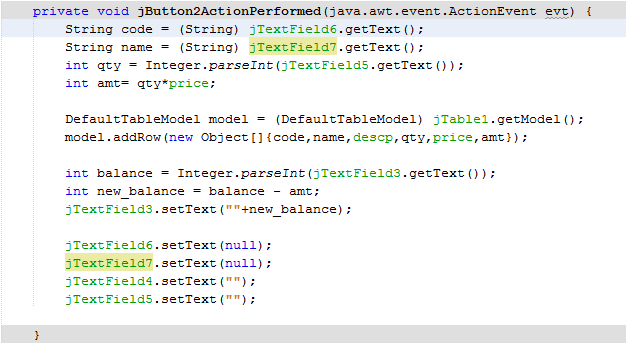 private void jButton2ActionPerformed(java.awt.event.ActionEvent evt) {
String code = (String) jTextField6.getText();
String name = (String) jTextField7.getText();
int qty = Integer.parseInt(jTextField5.getText());
int amt= qty*price;
DefaultTableModel model = (DefaultTableModel) jTable1.getModel();
model.addRow(new Object[]{code,name,descp,qty,price,amt});
int balance = Integer.parseInt(jTextField3.getText());
int new_balance = balance - amt;
jTextField3.setText(""+new_balance);
jTextField6.setText(null);
jTextField7.setText(null);
jTextField4.setText("");
jTextField5.setText("");
}